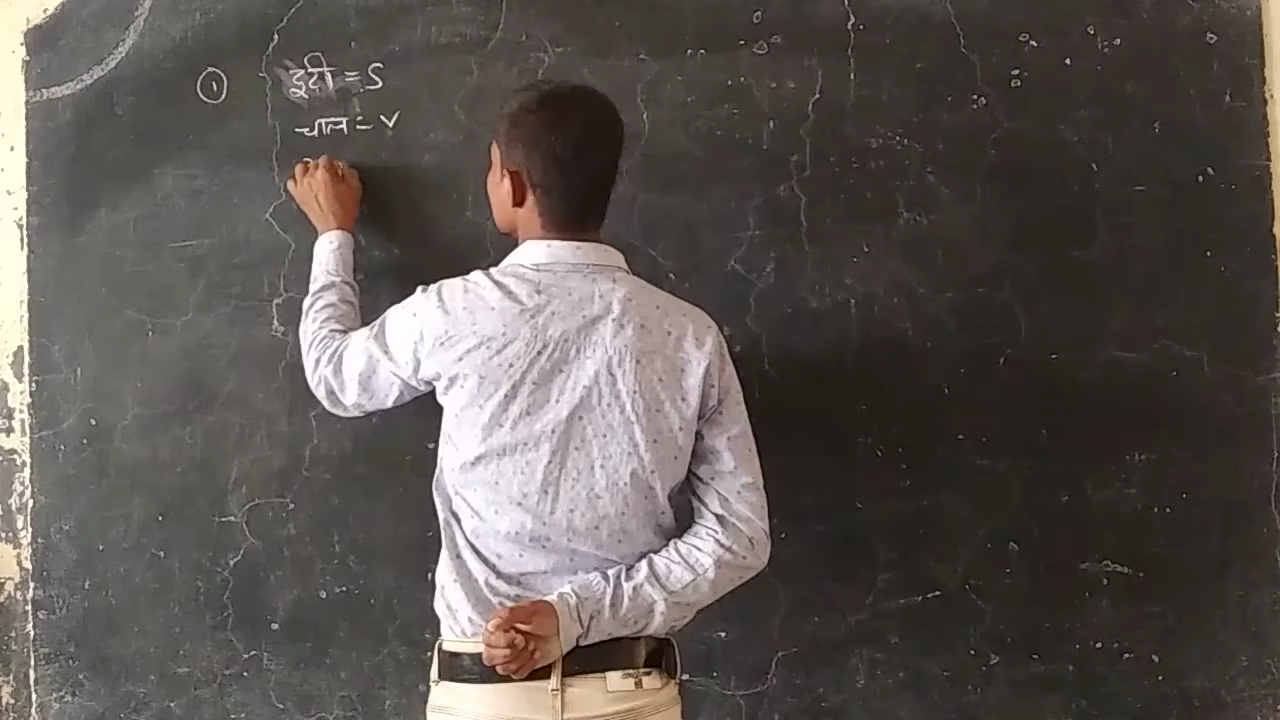 ① दूरी = S
चाल = v